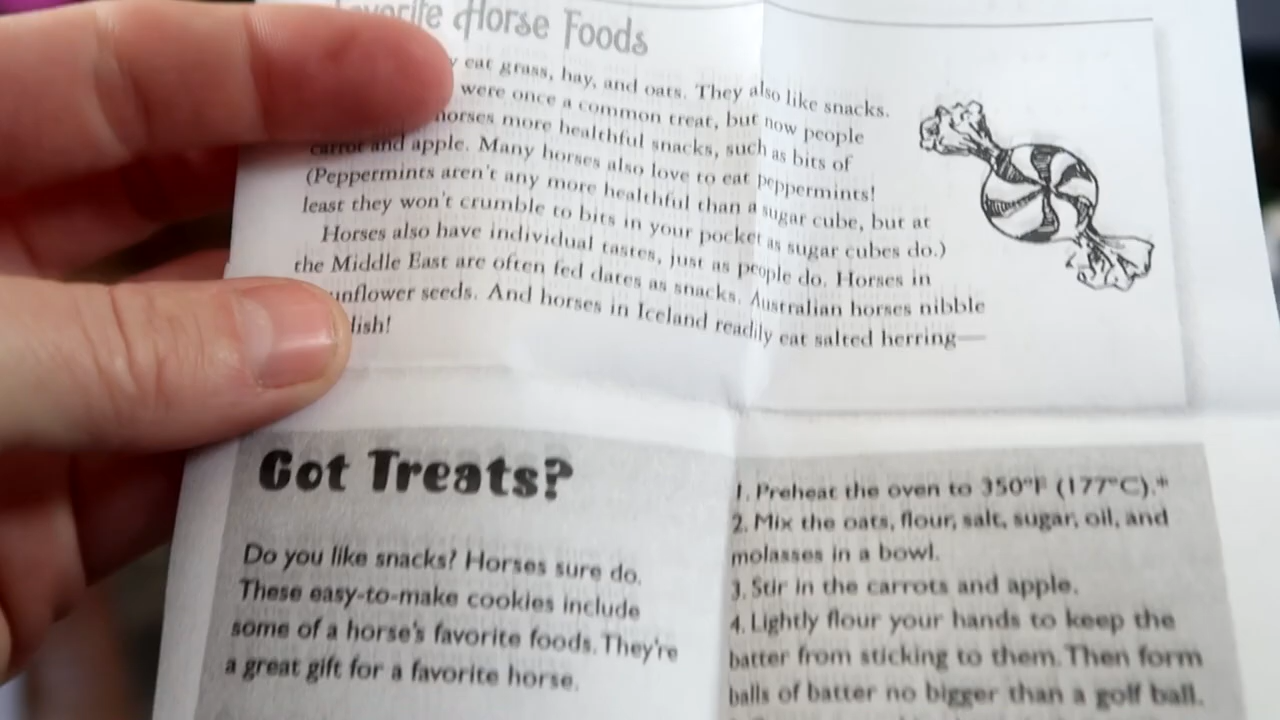 Favorite Horse Foods
eat grass, hay, and oats. They also like snacks.
were once a common treat, but now people
horses more healthful snacks, such as bits of
carrot and apple. Many horses also love to eat peppermints!
(Peppermints aren't any more healthful than a sugar cube, but at
least they won't crumble to bits in your pocket as sugar cubes do.)
Horses also have individual tastes, just as people do. Horses in
the Middle East are often fed dates as snacks. Australian horses nibble
sunflower seeds. And horses in Iceland readily eat salted herring—
Got Treats?
Do you like snacks? Horses sure do.
These easy-to-make cookies include
some of a horse's favorite foods. They're
a great gift for a favorite horse.
1. Preheat the oven to 350°F (177°C).*
2. Mix the oats, flour, salt, sugar, oil, and
molasses in a bowl.
3. Stir in the carrots and apple.
4. Lightly flour your hands to keep the
batter from sticking to them. Then form
balls of batter no bigger than a golf ball.